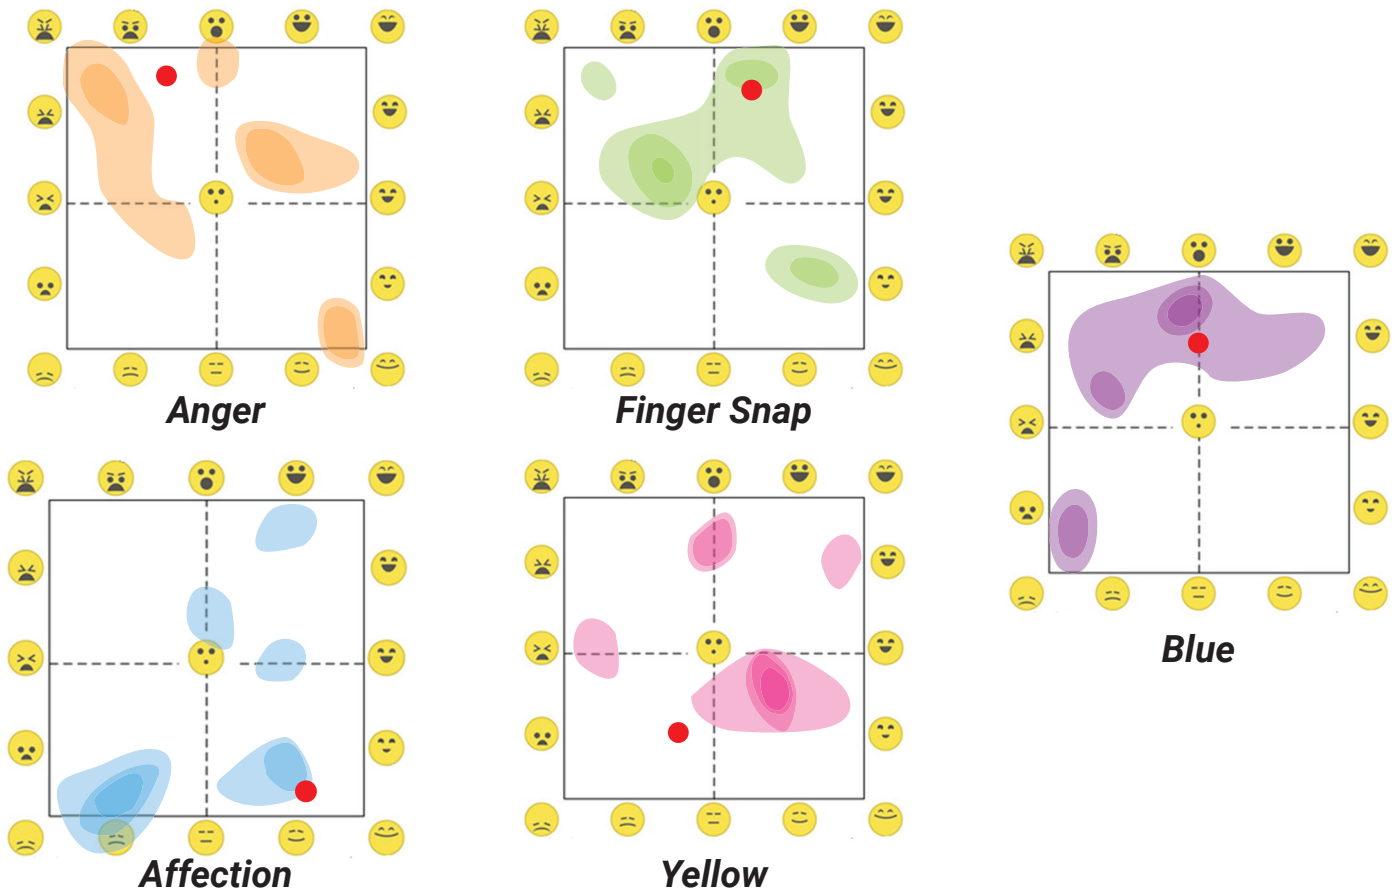 Anger
Finger Snap
Blue
Affection
Yellow